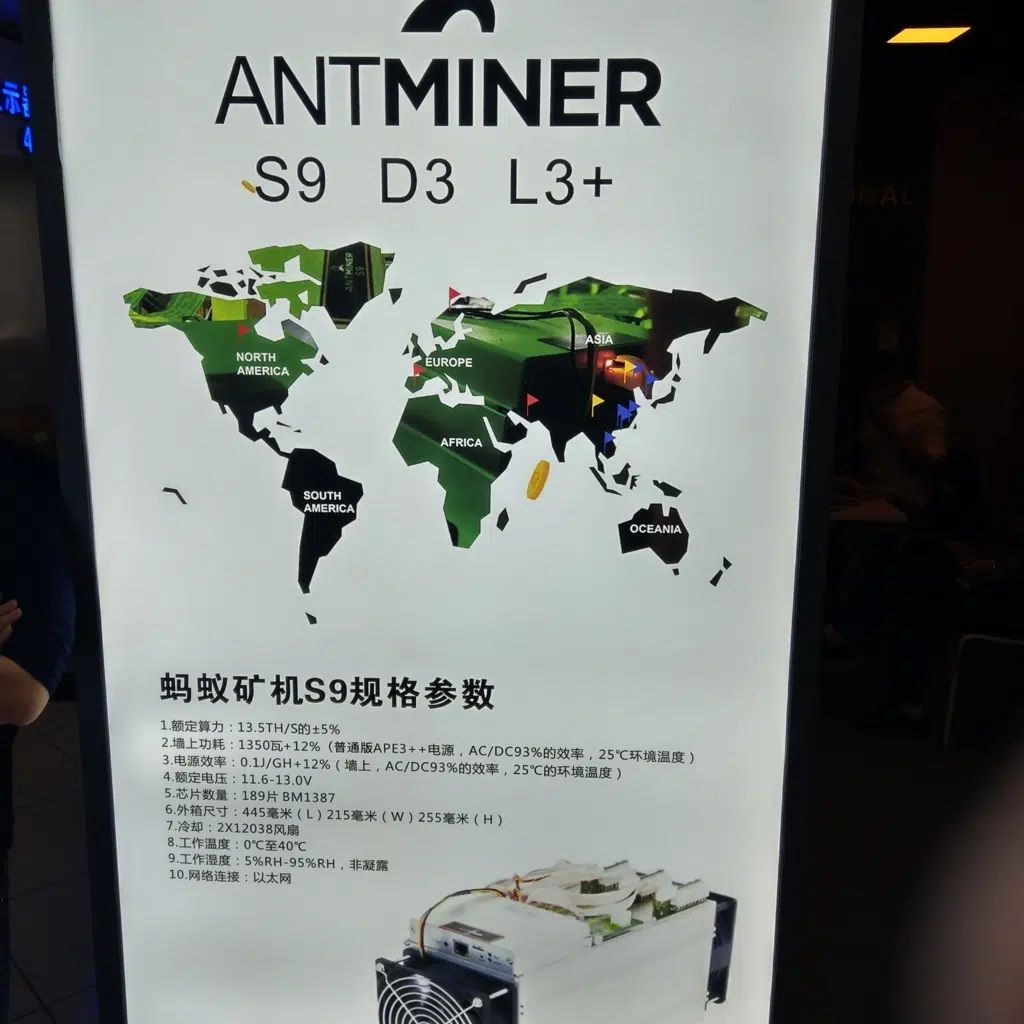 ANTMINER
S9 D3 L3+
ANTMINER S9
NORTH
AMERICA
EUROPE
ASIA
AFRICA
SOUTH
AMERICA
OCEANIA
蚂蚁矿机S9规格参数
1.额定算力：13.5TH/S的±5%
2.墙上功耗：1350瓦+12%（普通版APE3++电源，AC/DC93%的效率，25℃环境温度）
3.电源效率：0.1J/GH+12%（墙上，AC/DC93%的效率，25℃的环境温度）
4.额定电压：11.6-13.0V
5.芯片数量：189片 BM1387
6.外箱尺寸：445毫米（L）215毫米（W）255毫米（H）
7.冷却：2X12038风扇
8.工作温度：0℃至40℃
9.工作湿度：5%RH-95%RH，非凝露
10.网络连接：以太网
示
4